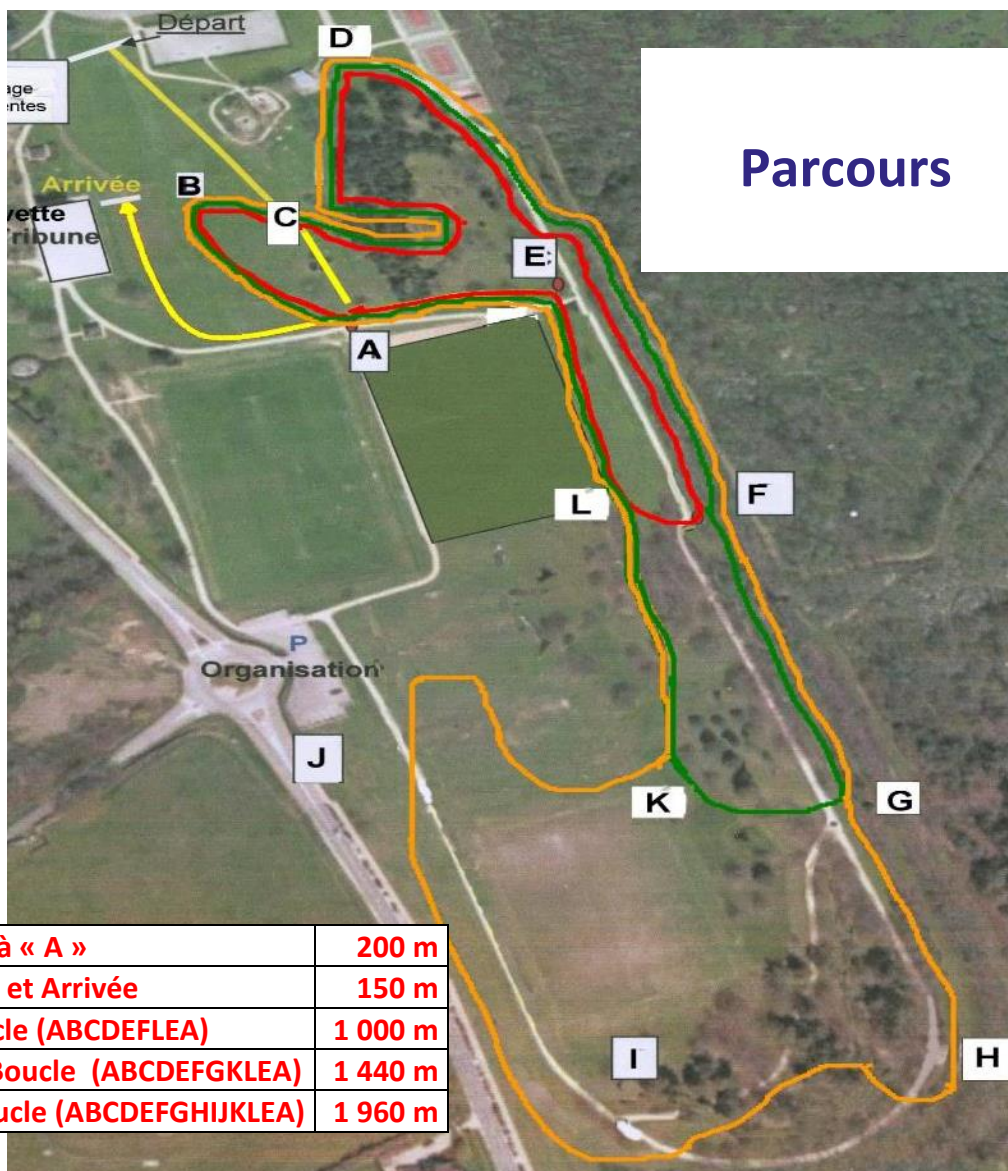 Départ
D
age
entes
Parcours
Arrivée
B
C
vette
Tribune
E
A
F
L
P
Organisation
J
K
G
à « A »
200 m
et Arrivée
150 m
cle (ABCDEFLEA)
1 000 m
Boucle (ABCDEFGKLEA)
1 440 m
ucle (ABCDEFGHIJKLEA)
1 960 m
I
H